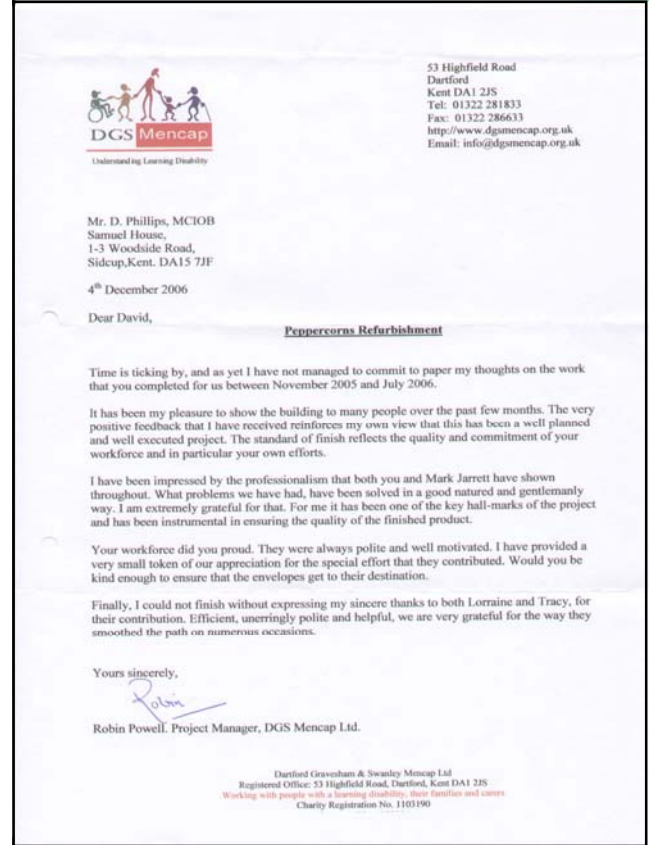 53 Highfield Road
Dartford
Kent DA1 2JS
Tel: 01322 281833
Fax: 01322 286633
http://www.dgsmencap.org.uk
Email: info@dgsmencap.org.uk
DGS Mencap
Understanding Learning Disability
Mr. D. Phillips, MCIOB
Samuel House,
1-3 Woodside Road,
Sidcup,Kent. DA15 7JF
4th December 2006
Dear David,
Peppercorns Refurbishment
Time is ticking by, and as yet I have not managed to commit to paper my thoughts on the work
that you completed for us between November 2005 and July 2006.
It has been my pleasure to show the building to many people over the past few months. The very
positive feedback that I have received reinforces my own view that this has been a well planned
and well executed project. The standard of finish reflects the quality and commitment of your
workforce and in particular your own efforts.
I have been impressed by the professionalism that both you and Mark Jarrett have shown
throughout. What problems we have had, have been solved in a good natured and gentlemanly
way. I am extremely grateful for that. For me it has been one of the key hall-marks of the project
and has been instrumental in ensuring the quality of the finished product.
Your workforce did you proud. They were always polite and well motivated. I have provided a
very small token of our appreciation for the special effort that they contributed. Would you be
kind enough to ensure that the envelopes get to their destination.
Finally, I could not finish without expressing my sincere thanks to both Lorraine and Tracy, for
their contribution. Efficient, unerringly polite and helpful, we are very grateful for the way they
smoothed the path on numerous occasions.
Yours sincerely,
Robin
Robin Powell. Project Manager, DGS Mencap Ltd.
Dartford Gravesham & Swanley Mencap Ltd
Registered Office: 53 Highfield Road, Dartford, Kent DA1 2JS
Working with people with a learning disability, their families and carers
Charity Registration No. 1103190